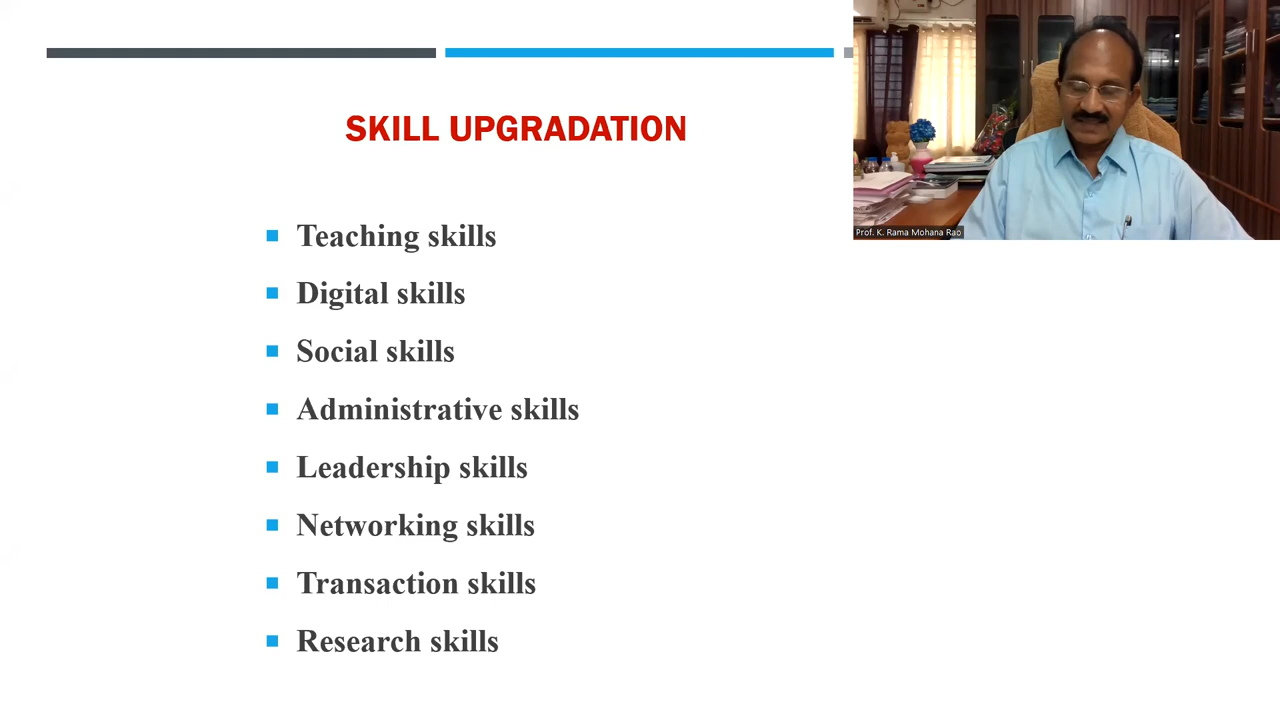 SKILL UPGRADATION
Teaching skills
Digital skills
Social skills
Administrative skills
Leadership skills
Networking skills
Transaction skills
Research skills
Prof. K. Rama Mohana Rao